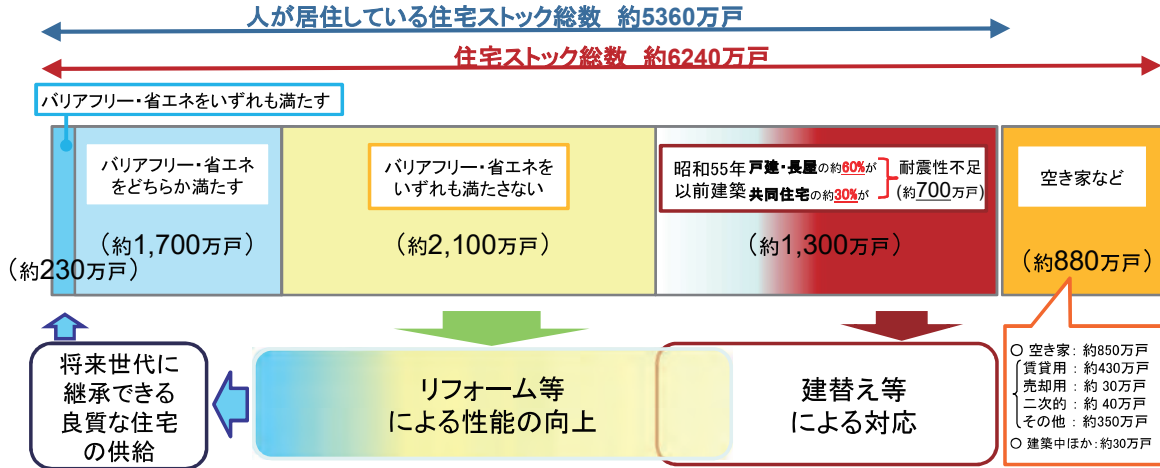 人が居住している住宅ストック総数 約5360万戸
住宅ストック総数 約6240万戸
バリアフリー・省エネをいずれも満たす
バリアフリー・省エネ
をどちらか満たす
(約1,700万戸)
(約230万戸)
バリアフリー・省エネを
いずれも満たさない
(約2,100万戸)
昭和55年
以前建築
戸建・長屋の約60%が
共同住宅の約30%が
耐震性不足
(約700万戸)
(約1,300万戸)
空き家など
(約880万戸)
将来世代に
継承できる
良質な住宅
の供給
リフォーム等
による性能の向上
建替え等
による対応
○ 空き家: 約850万戸
賃貸用: 約430万戸
売却用: 約 30万戸
二次的: 約 40万戸
その他: 約350万戸
○ 建築中ほか: 約30万戸